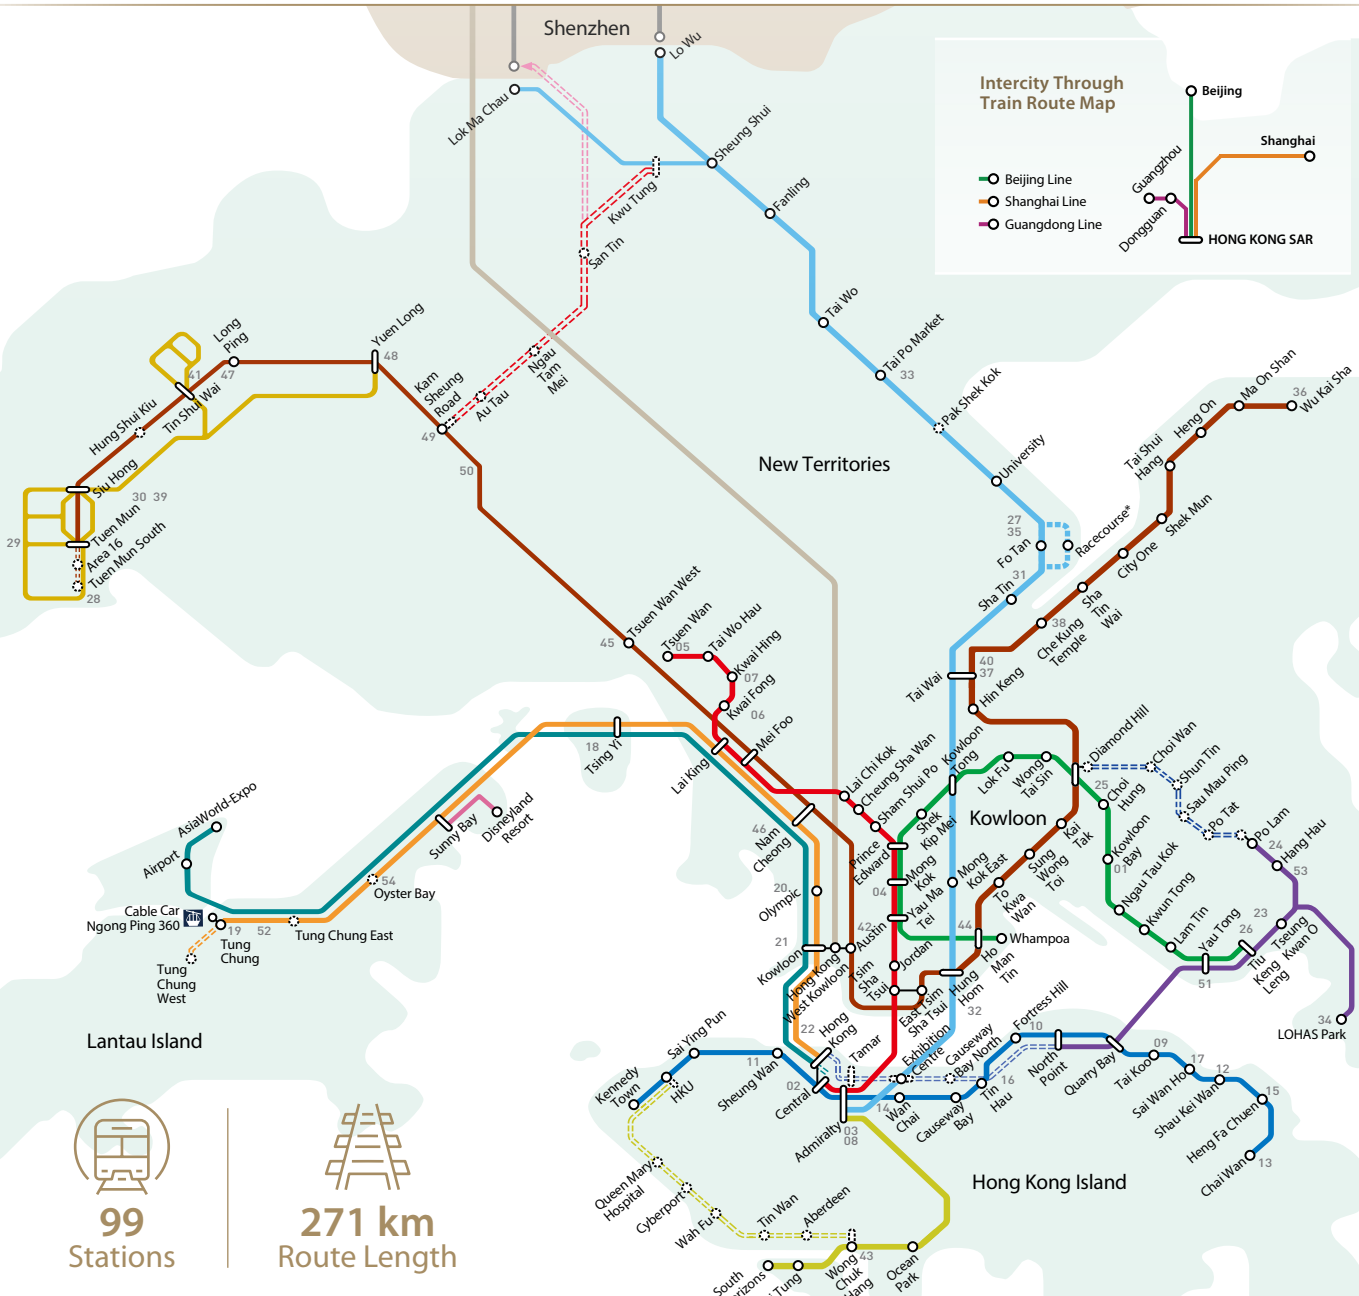 Shenzhen
Lo Wu
Lok Ma Chau
Sheung Shui
Kwu Tung
Fanling
San Tin
Intercity Through
Train Route Map
Beijing Line
Shanghai Line
Guangdong Line
Beijing
Shanghai
Guangzhou
Dongguan
HONG KONG SAR
Tai Wo
Tai Po Market
33
Pak Shek Kok
University
New Territories
27
35
Fo Tan
Racecourse*
31
Sha Tin
Long
Ping
47
Yuen Long
48
41
Tin Shui Wai
Hung Shui Kiu
Kam
Sheung
Road
49
Au Tau
Ngau
Tam
Mei
50
Siu Hong
30 39
Tuen Mun
Area 16
Tuen Mun South
29
28
Ma On Shan
36
Wu Kai Sha
Heng On
Tai Shui
Hang
Shek Mun
City One
Sha
Tin
Wai
38
Che Kung
Temple
40
37
Tai Wai
Hin Keng
45
Tsuen Wan West
Tsuen Wan
05
Tai Wo Hau
Kwai Hing
07
Kwai Fong
06
Mei Foo
Lai King
18
Tsing Yi
Lai Chi Kok
Cheung Sha Wan
Sham Shui Po
Kowloon
Tong
Lok Fu
Wong
Tai Sin
Diamond Hill
Choi Wan
Shun Tin
Sau Mau Ping
Po Tat
Po Lam
24
Hang Hau
53
25
Choi
Hung
Kowloon
Kowloon
Bay
01
Kai
Tak
Sung
Wong
Toi
To
Kwa
Wan
Shek
Kip Mei
Prince
Edward
Mong
Kok
04
Yau Ma
Tei
Mong
Kok East
Ngau Tau Kok
Kwun Tong
Lam Tin
Yau Tong
26
23
Tiu
Keng
Leng
Tseung
Kwan O
51
34
LOHAS Park
44
Whampoa
Ho
Man
Tin
46
Nam
Cheong
20
Olympic
21
Kowloon
42
Austin
Hong Kong
West Kowloon
Jordan
Tsim
Sha
Tsui
East Tsim
Sha Tsui
Hung
Hom
32
AsiaWorld-Expo
Airport
Cable Car
Ngong Ping 360
19
Tung
Chung
52
Tung Chung East
Tung
Chung
West
54
Oyster Bay
Sunny Bay
Disneyland
Resort
Lantau Island
22
Hong
Kong
Tamar
Exhibition
Centre
Causeway
Bay North
Fortress Hill
10
North
Point
Quarry Bay
09
Tai Koo
17
Sai Wan Ho
12
Shau Kei Wan
15
Heng Fa Chuen
13
Chai Wan
16
Tin
Hau
Causeway
Bay
14
Wan
Chai
02
Central
Admiralty
03
08
11
Sheung Wan
Sai Ying Pun
HKU
Kennedy
Town
Queen Mary
Hospital
Cyberport
Wah Fu
Tin Wan
Aberdeen
43
Wong
Chuk
Hang
Ocean
Park
South
Hong Kong Island
99
Stations
271 km
Route Length